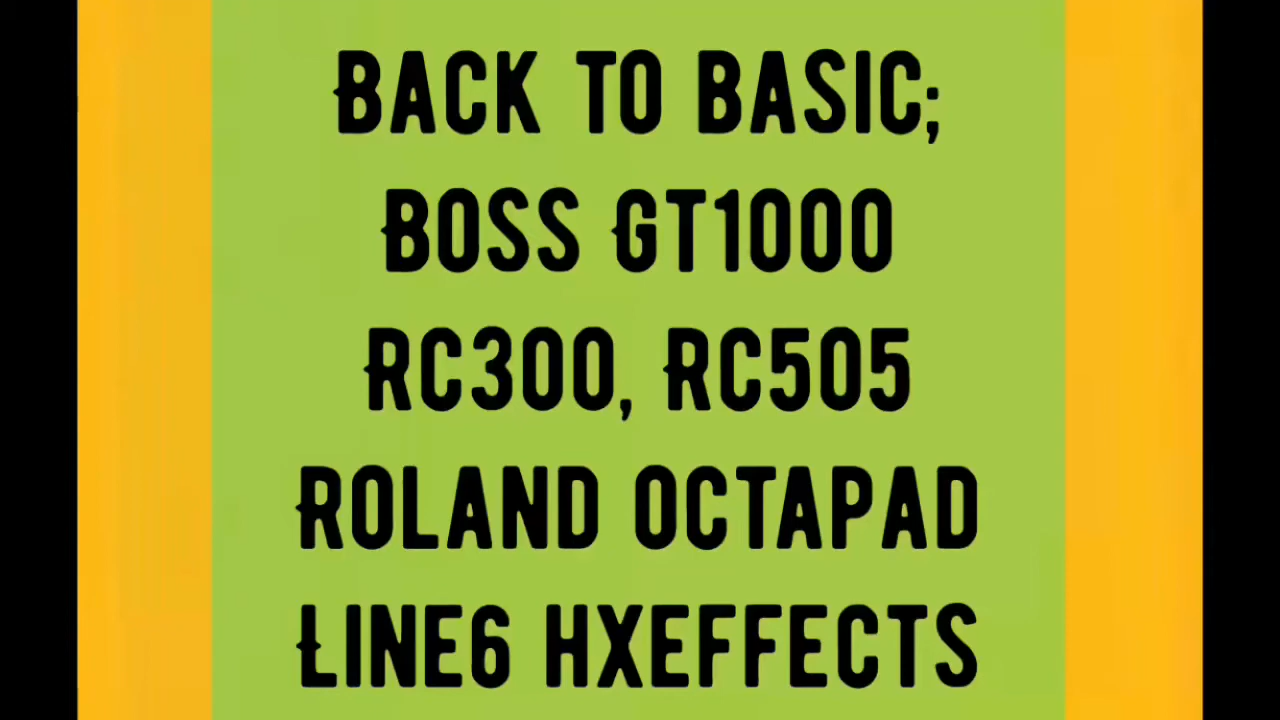 BACK TO BASIC;
BOSS GT1000
RC300, RC505
ROLAND OCTAPAD
LINE6 HXEFFECTS